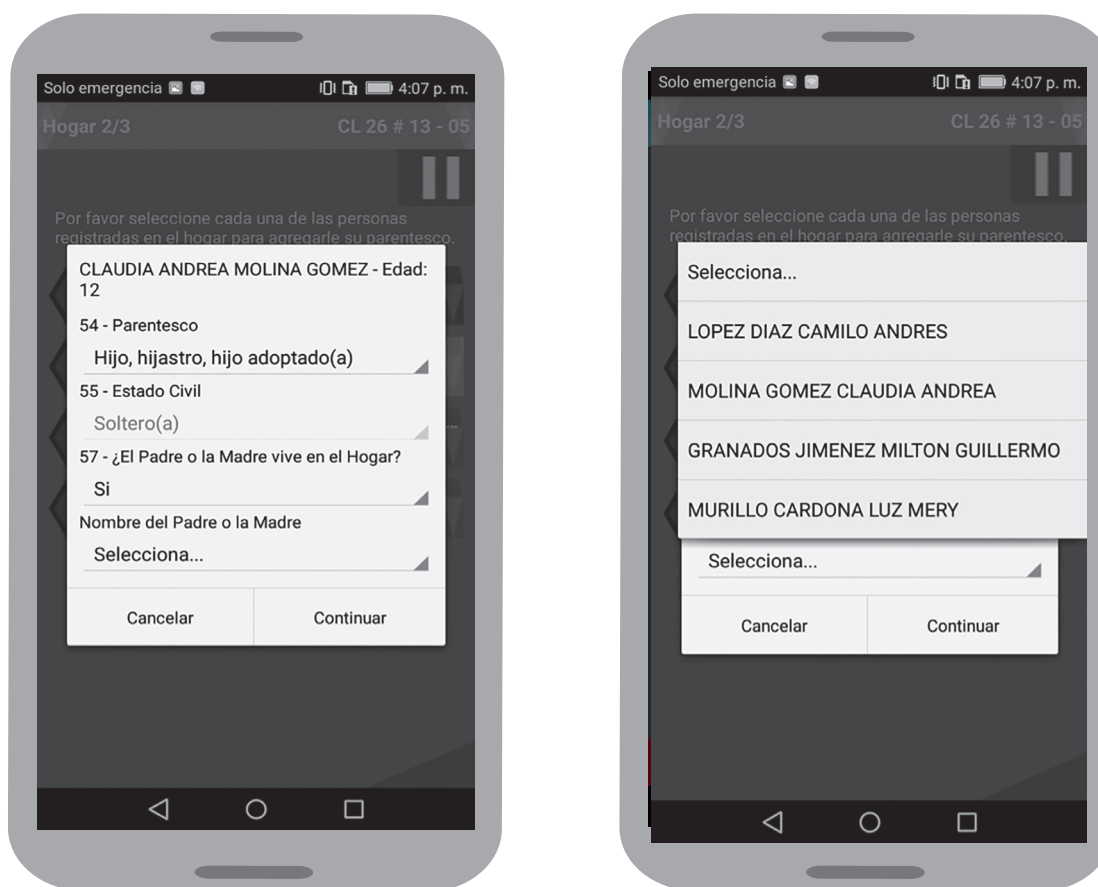 Solo emergencia 4:07 p. m.
Hogar 2/3 CL 26 # 13 - 05
Por favor seleccione cada una de las personas
registradas en el hogar para agregarle su parentesco.
CLAUDIA ANDREA MOLINA GOMEZ - Edad:
12
54 - Parentesco
Hijo, hijastro, hijo adoptado(a)
55 - Estado Civil
Soltero(a)
...
57 - ¿El Padre o la Madre vive en el Hogar?
Si
Nombre del Padre o la Madre
Selecciona...
Cancelar Continuar
Solo emergencia 4:07 p. m.
Hogar 2/3 CL 26 # 13 - 05
Por favor seleccione cada una de las personas
registradas en el hogar para agregarle su parentesco.
Selecciona...
LOPEZ DIAZ CAMILO ANDRES
MOLINA GOMEZ CLAUDIA ANDREA
GRANADOS JIMENEZ MILTON GUILLERMO
MURILLO CARDONA LUZ MERY
Selecciona...
Cancelar Continuar